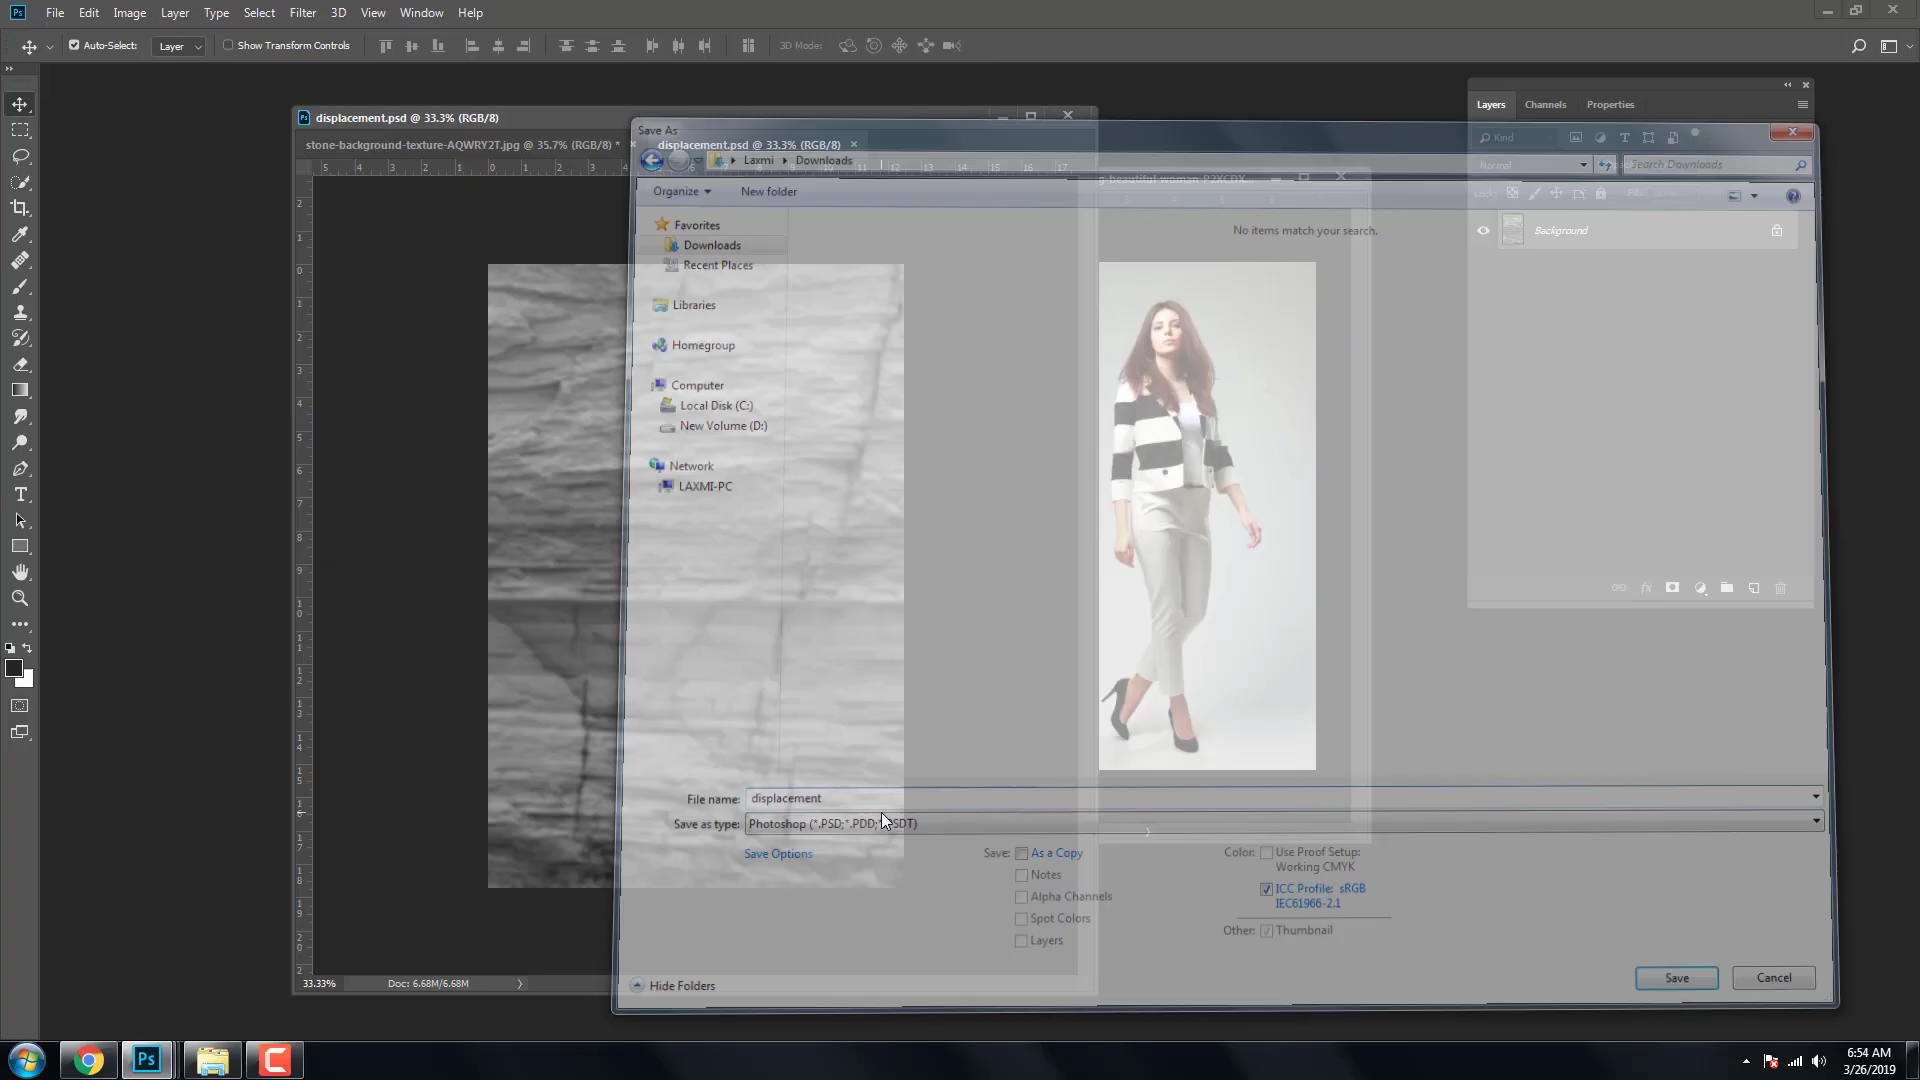 Ps File Edit Image Layer Type Select Filter 3D View Window Help
Auto-Select: Layer Show Transform Controls 3D Mode:
Layers Channels Properties
Ps displacement.psd @ 33.3% (RGB/8)
Save As
stone-background-texture-AQWRY2T.jpg @ 35.7% (RGB/8) * displacement.psd @ 33.3% (RGB/8)
Kind
Laxmi Downloads
Normal
Search Downloads
g-beautiful-woman-P2XCDX...
Organize New folder
Favorites
No items match your search.
Background
Downloads
Recent Places
Libraries
Homegroup
Computer
Local Disk (C:)
New Volume (D:)
Network
LAXMI-PC
File name: displacement
Save as type: Photoshop (*.PSD;*.PDD; SDT)
Save Options
Save: As a Copy
Notes
Alpha Channels
Spot Colors
Layers
Color: Use Proof Setup:
Working CMYK
ICC Profile: sRGB
IEC61966-2.1
Other: Thumbnail
Save Cancel
33.33% Doc: 6.68M/6.68M
Hide Folders
6:54 AM
3/26/2019